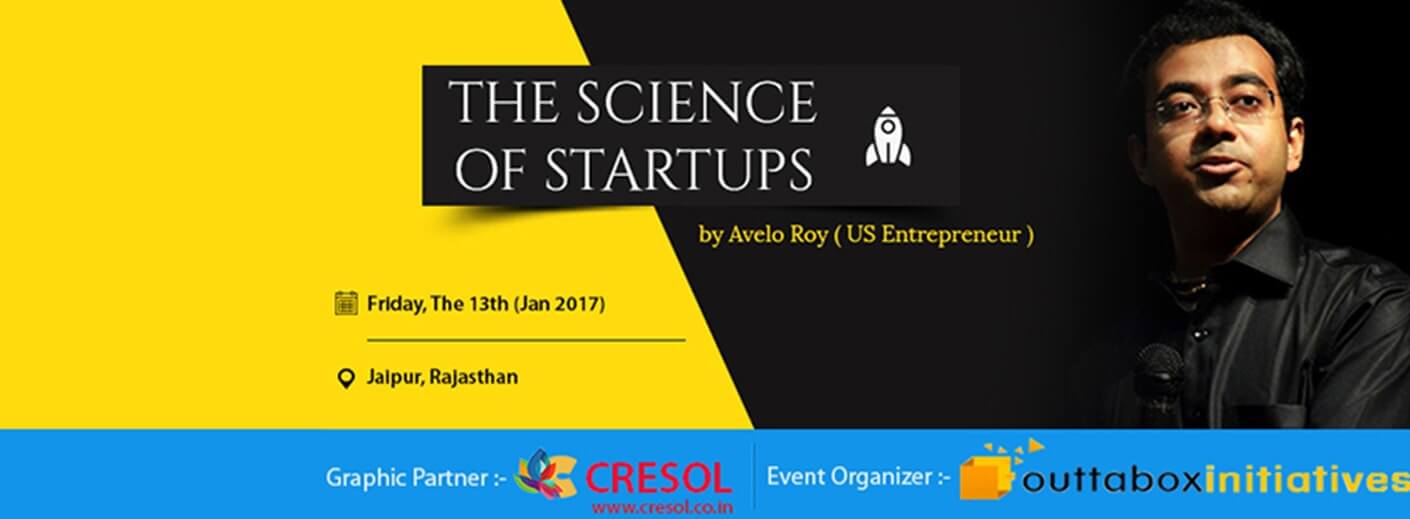 THE SCIENCE
OF STARTUPS
by Avelo Roy ( US Entrepreneur )
Friday, The 13th (Jan 2017)
Jaipur, Rajasthan
Graphic Partner :- CRESOL
www.cresol.co.in
Event Organizer :- outtaboxinitiatives